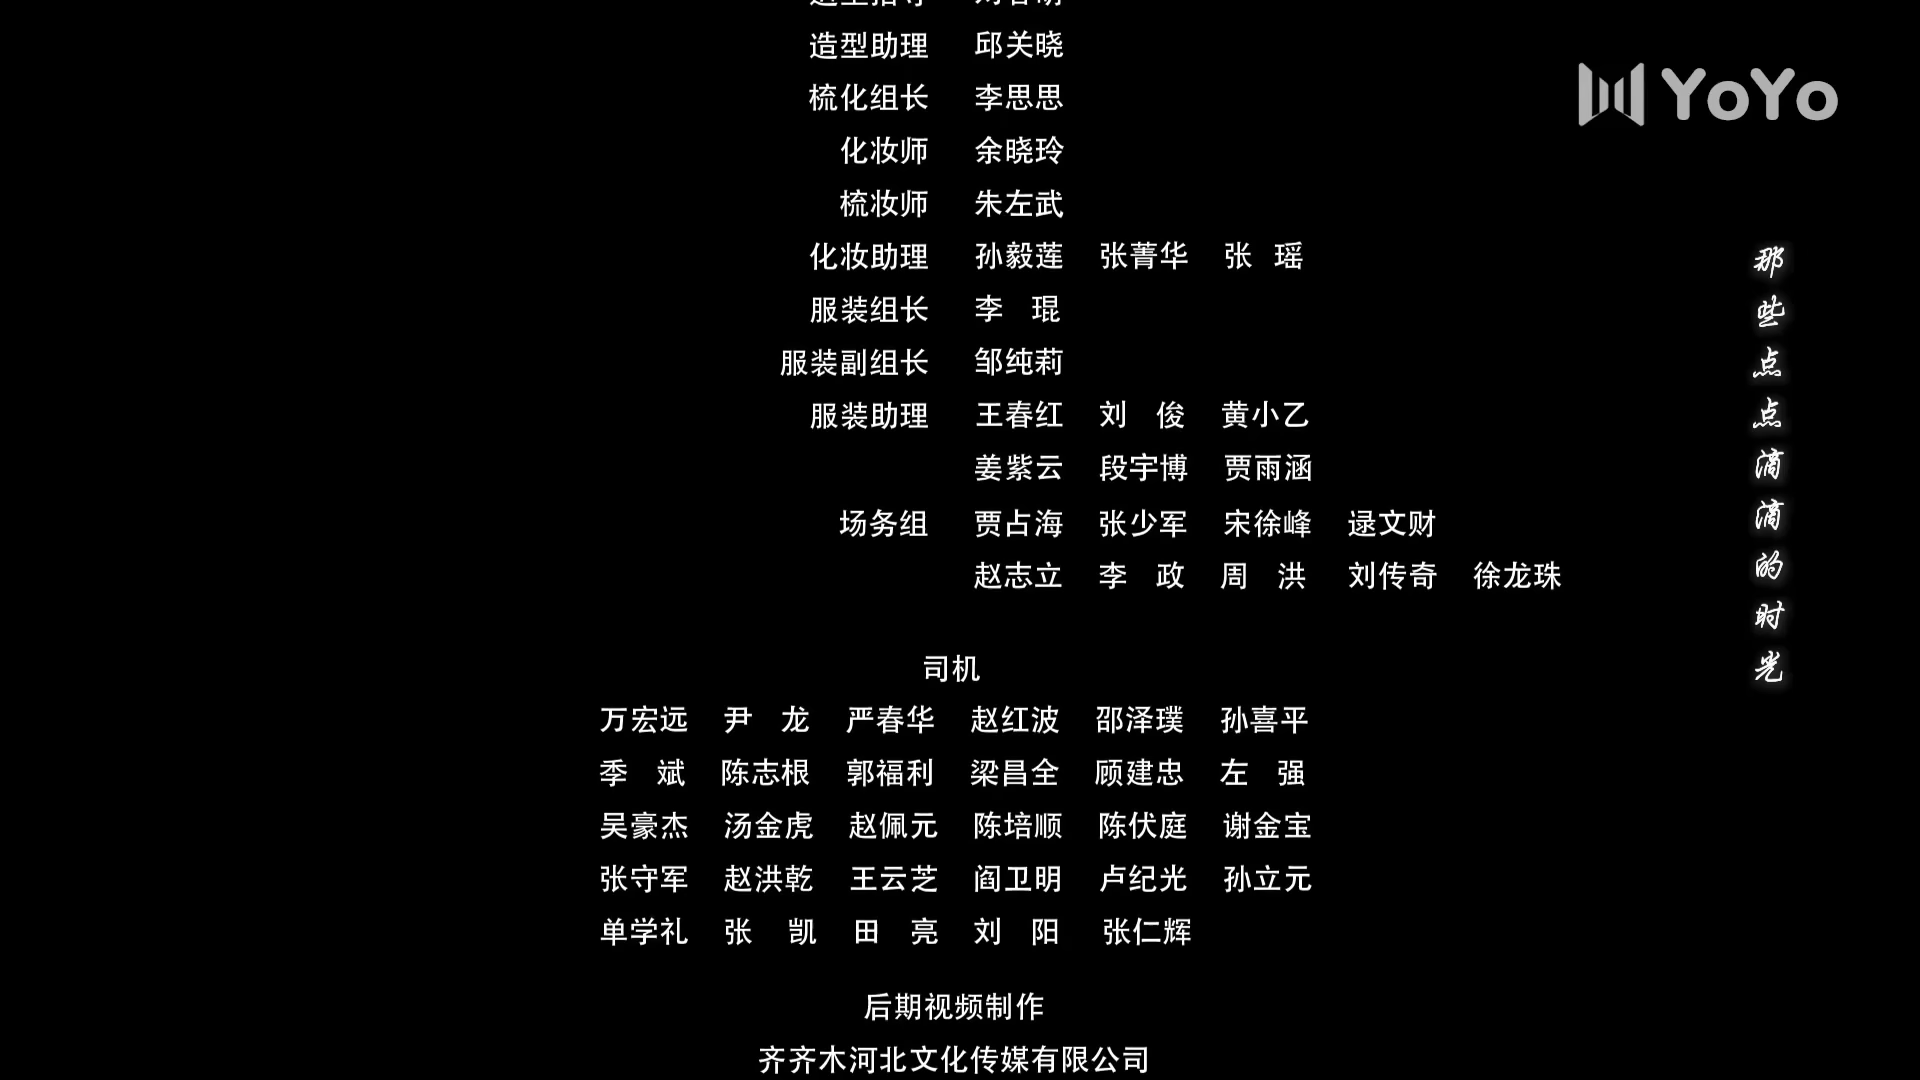 造型助理 邱关晓
梳化组长 李思思
化妆师 余晓玲
梳妆师 朱左武
化妆助理 孙毅莲 张菁华 张 瑶
服装组长 李 琨
服装副组长 邹纯莉
服装助理 王春红 刘 俊 黄小乙
姜紫云 段宇博 贾雨涵
场务组 贾占海 张少军 宋徐峰 逯文财
赵志立 李 政 周 洪 刘传奇 徐龙珠
司机
万宏远 尹 龙 严春华 赵红波 邵泽璞 孙喜平
季 斌 陈志根 郭福利 梁昌全 顾建忠 左 强
吴豪杰 汤金虎 赵佩元 陈培顺 陈伏庭 谢金宝
张守军 赵洪乾 王云芝 阎卫明 卢纪光 孙立元
单学礼 张 凯 田 亮 刘 阳 张仁辉
后期视频制作
齐齐木河北文化传媒有限公司
YoYo
那些点点滴滴的时光